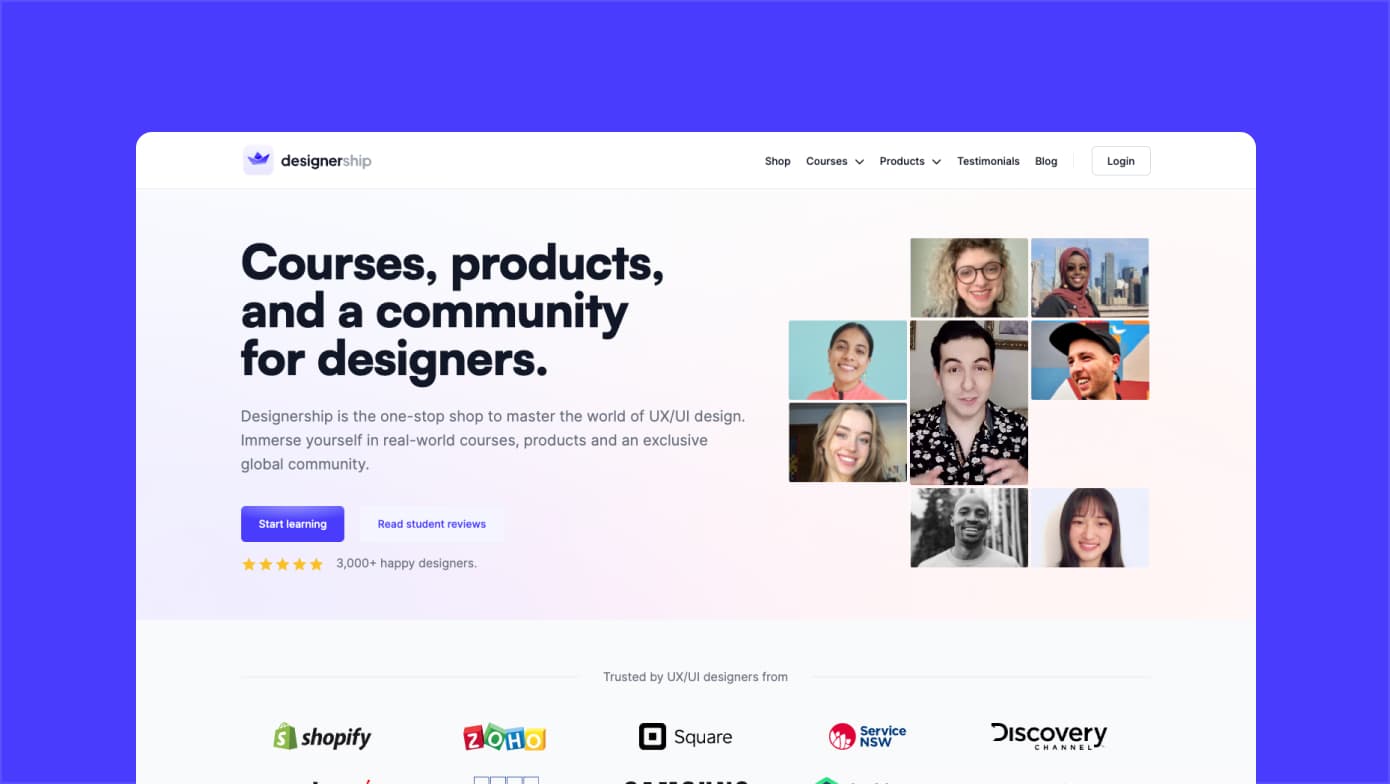 designership
Shop Courses Products Testimonials Blog Login
Courses, products,
and a community
for designers.
Designership is the one-stop shop to master the world of UX/UI design.
Immerse yourself in real-world courses, products and an exclusive
global community.
Start learning Read student reviews
3,000+ happy designers.
Trusted by UX/UI designers from
shopify ZOHO Square Service NSW Discovery CHANNEL
SAMSUNG